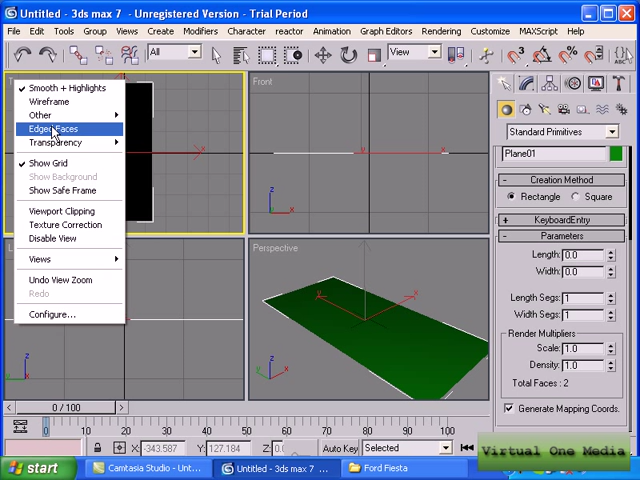 Untitled - 3ds max 7 - Unregistered Version - Trial Period
File Edit Tools Group Views Create Modifiers Character reactor Animation Graph Editors Rendering Customize MAXScript Help
All
View
Smooth + Highlights
Wireframe
Other
Edged Faces
Transparency
Show Grid
Show Background
Show Safe Frame
Viewport Clipping
Texture Correction
Disable View
Views
Undo View Zoom
Redo
Configure...
Front
Perspective
Standard Primitives
Plane01
Creation Method
Rectangle Square
KeyboardEntry
Parameters
Length: 0.0
Width: 0.0
Length Segs: 1
Width Segs: 1
Render Multipliers
Scale: 1.0
Density: 1.0
Total Faces : 2
Generate Mapping Coords.
0 / 100
0 10 20 30 40 50 60 70 80 90 100
X: -343.587 Y: 127.184 Auto Key Selected
Virtual One Media
start Camtasia Studio - Unt... Untitled - 3ds max 7 ... Ford Fiesta